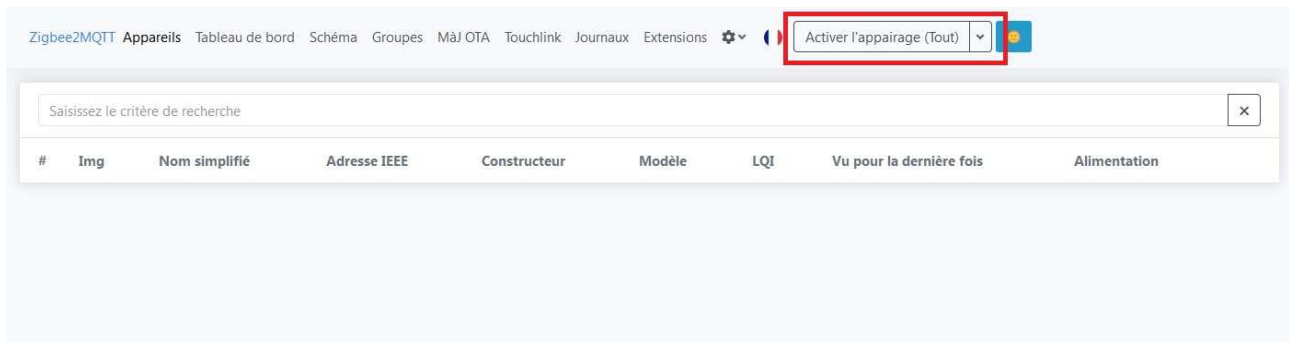 Zigbee2MQTT Appareils Tableau de bord Schéma Groupes MàJ OTA Touchlink Journaux Extensions Activer l'appairage (Tout)
Saisissez le critère de recherche
# Img Nom simplifié Adresse IEEE Constructeur Modèle LQI Vu pour la dernière fois Alimentation